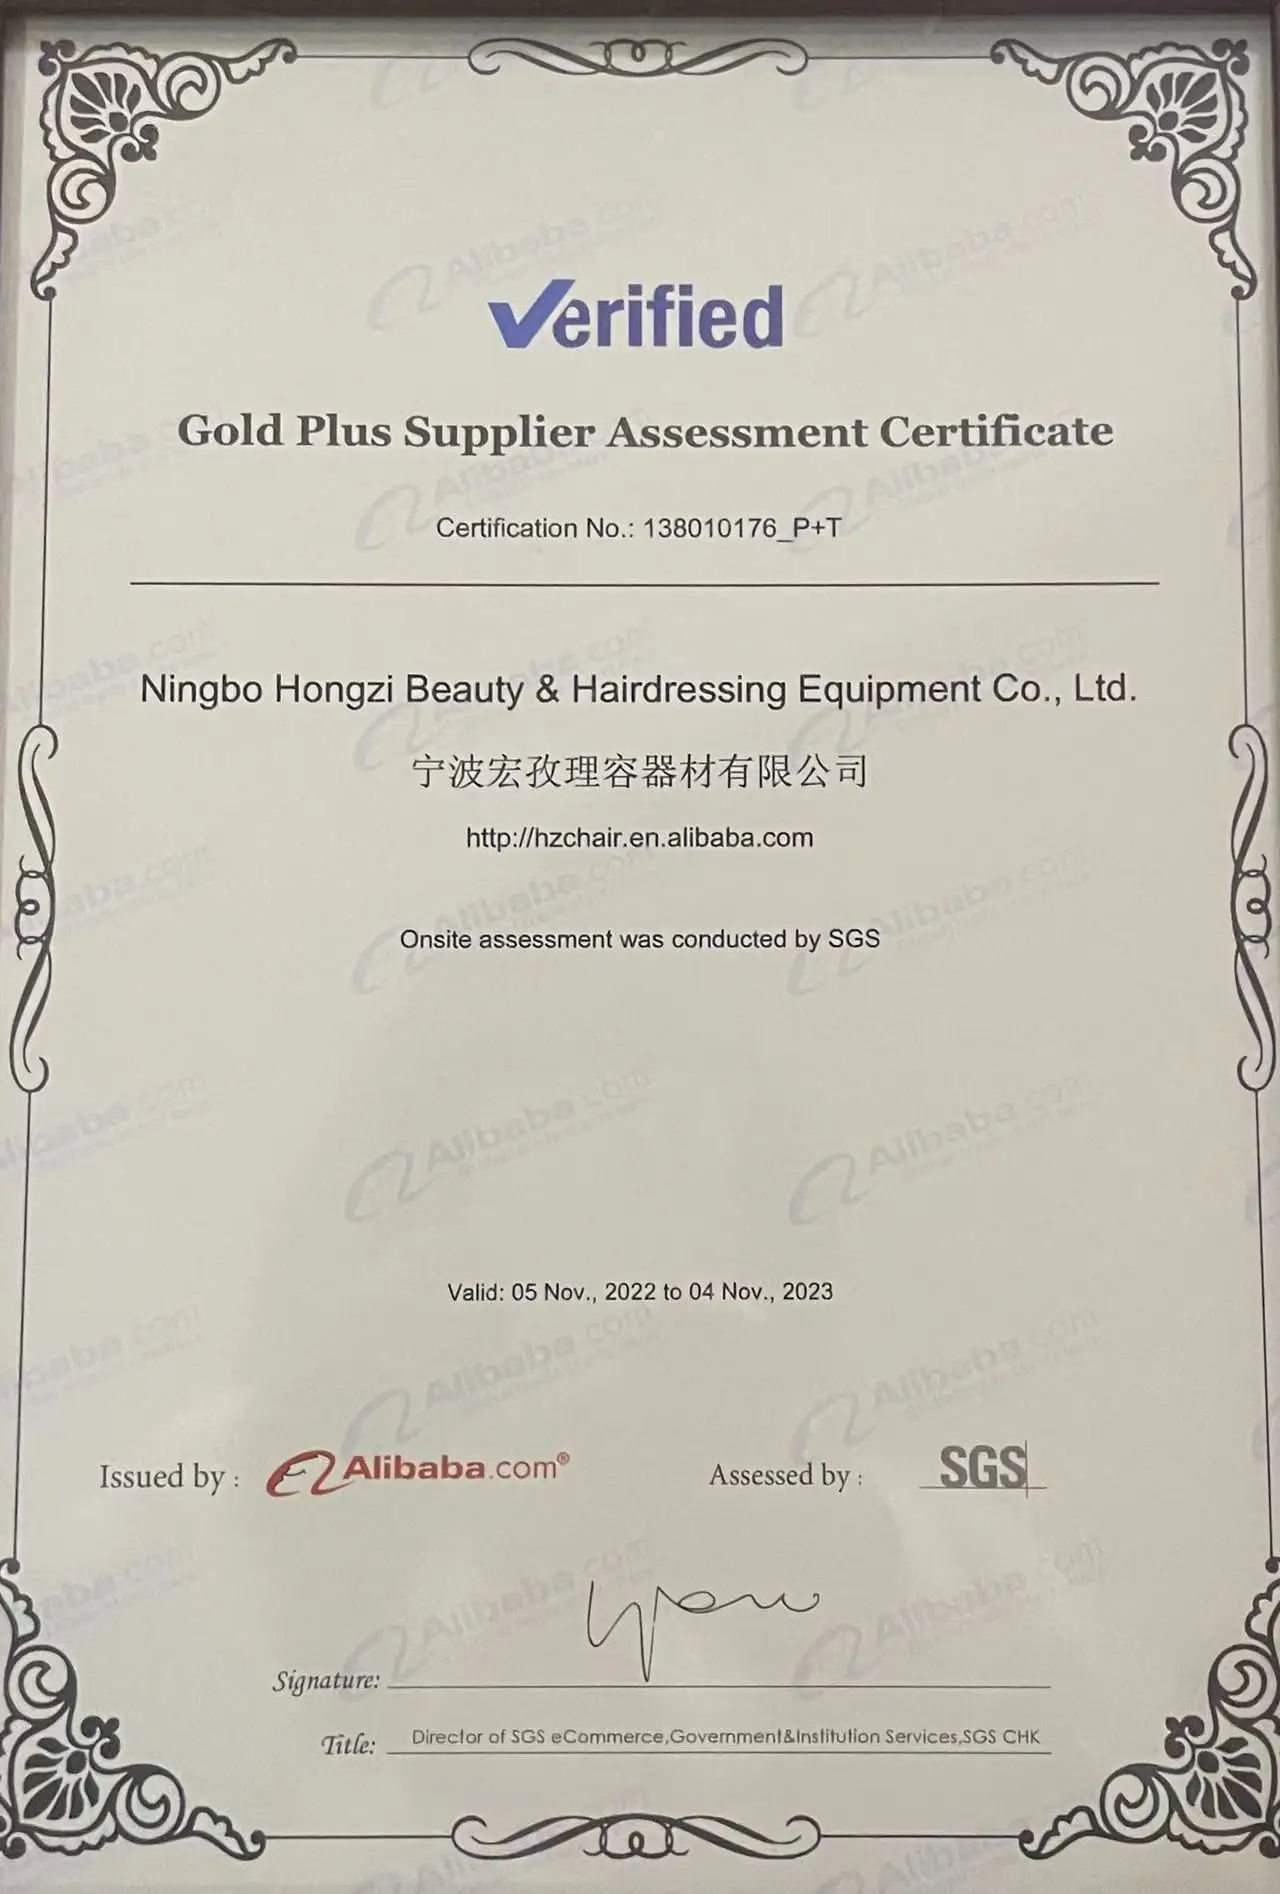 Verified
Gold Plus Supplier Assessment Certificate
Certification No.: 138010176_P+T
Ningbo Hongzi Beauty & Hairdressing Equipment Co., Ltd.
宁波宏孜理容器材有限公司
http://hzchair.en.alibaba.com
Onsite assessment was conducted by SGS
Valid: 05 Nov., 2022 to 04 Nov., 2023
Issued by : Alibaba.com® Assessed by : SGS
Signature:
Title: Director of SGS eCommerce,Government&Institution Services,SGS CHK